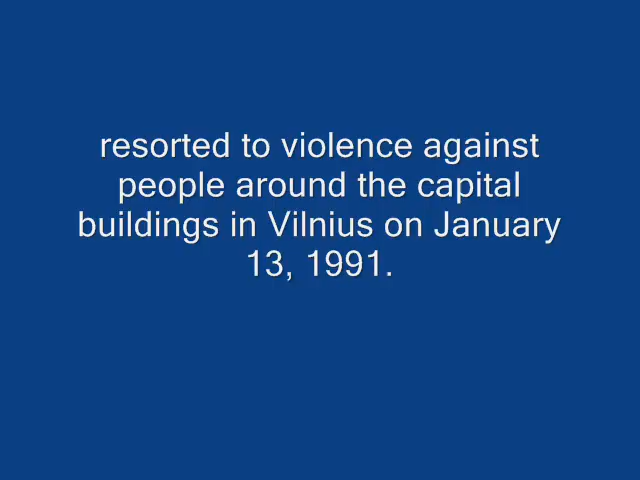 resorted to violence against
people around the capital
buildings in Vilnius on January
13, 1991.